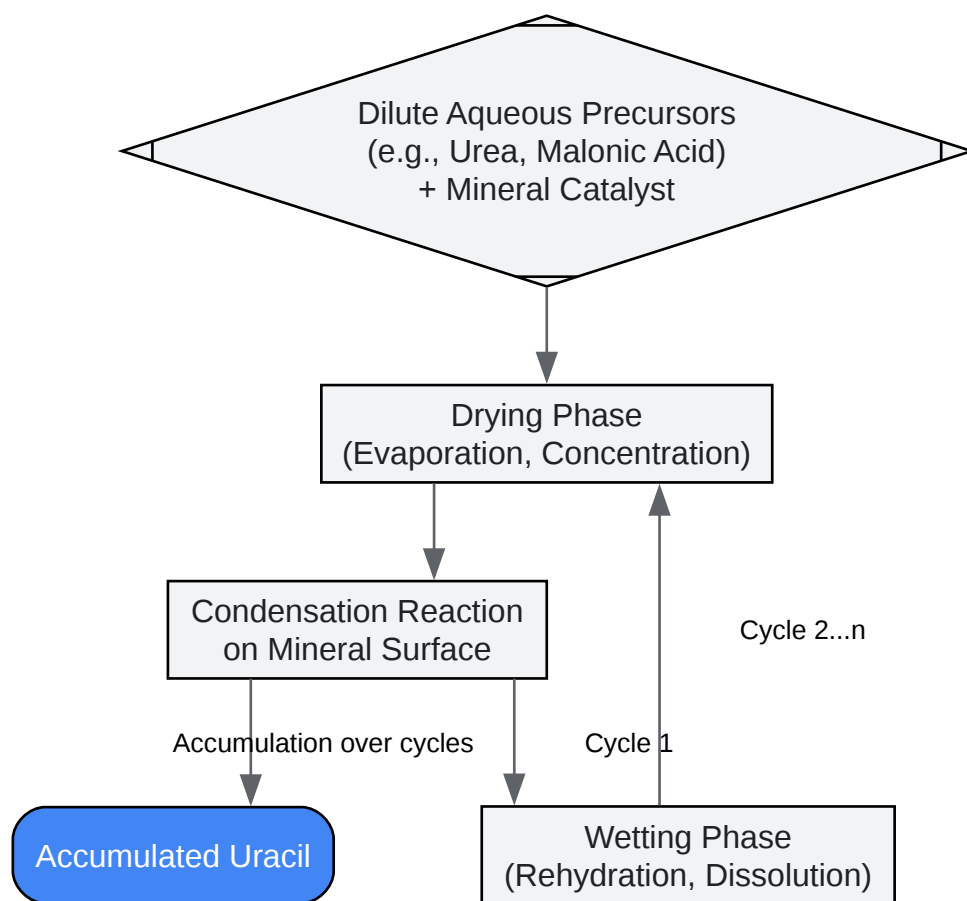 Dilute Aqueous Precursors
(e.g., Urea, Malonic Acid)
+ Mineral Catalyst
Drying Phase
(Evaporation, Concentration)
Condensation Reaction
on Mineral Surface
Cycle 2...n
Accumulation over cycles
Cycle 1
Accumulated Uracil
Wetting Phase
(Rehydration, Dissolution)